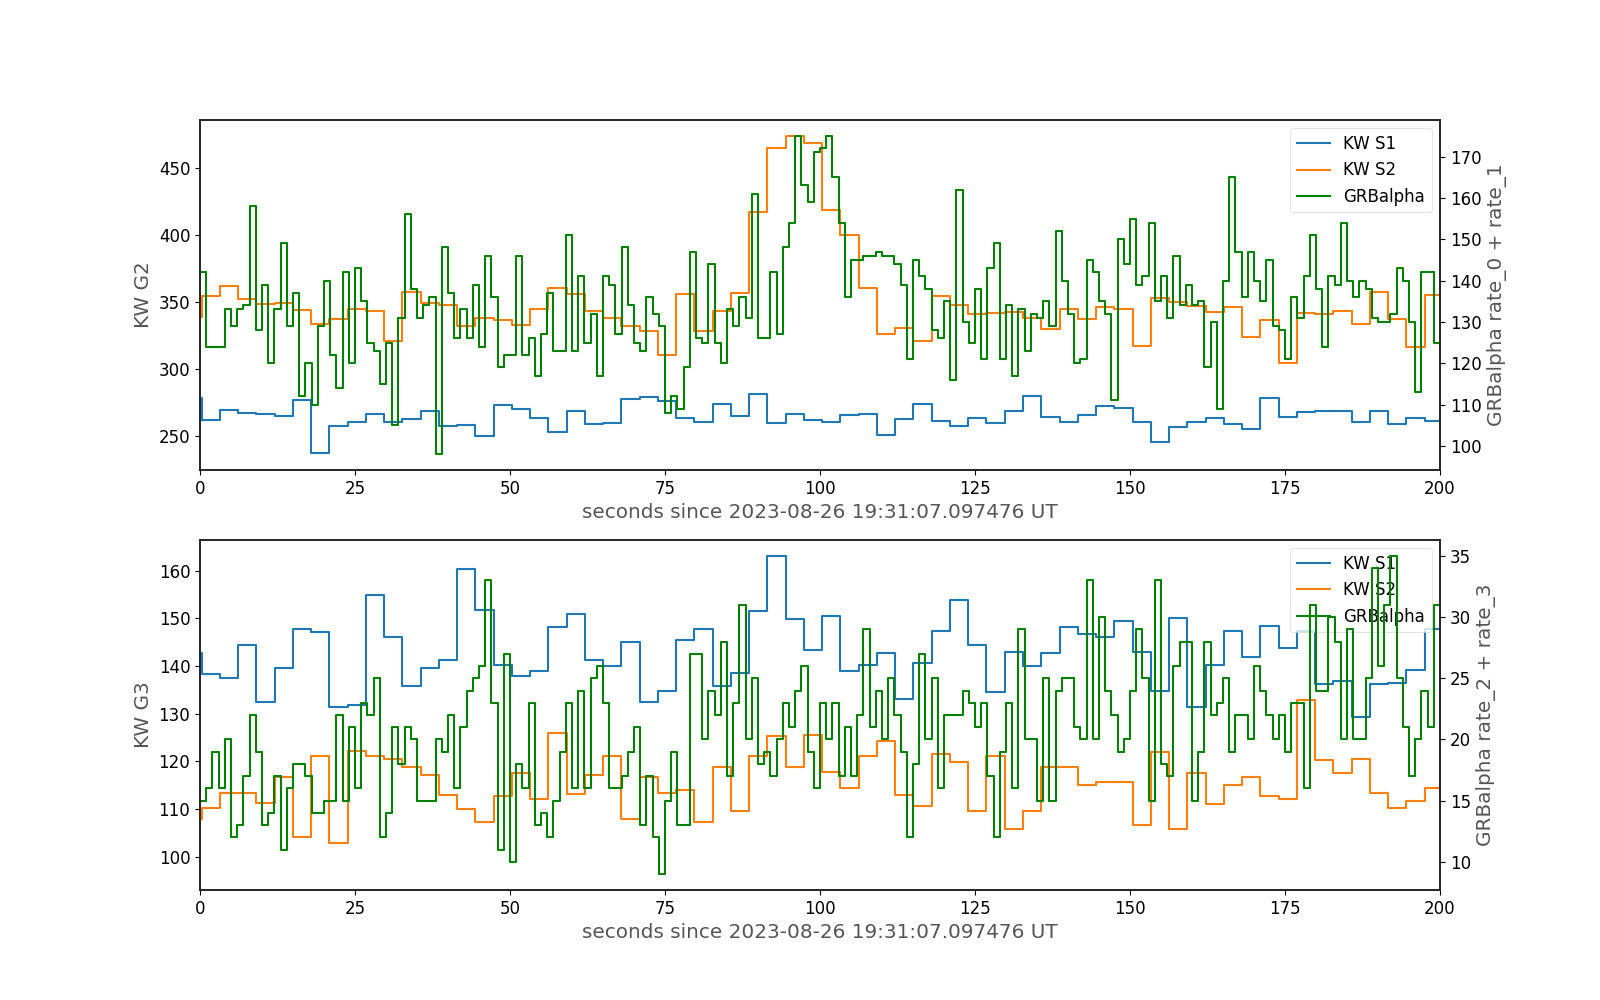 KW S1
KW S2
GRBalpha
450
400
350
300
250
170
160
150
140
130
120
110
100
KW G2
GRBalpha rate_0 + rate_1
0 25 50 75 100 125 150 175 200
seconds since 2023-08-26 19:31:07.097476 UT
KW S1
KW S2
GRBalpha
160
150
140
130
120
110
100
35
30
25
20
15
10
KW G3
GRBalpha rate_2 + rate_3
0 25 50 75 100 125 150 175 200
seconds since 2023-08-26 19:31:07.097476 UT